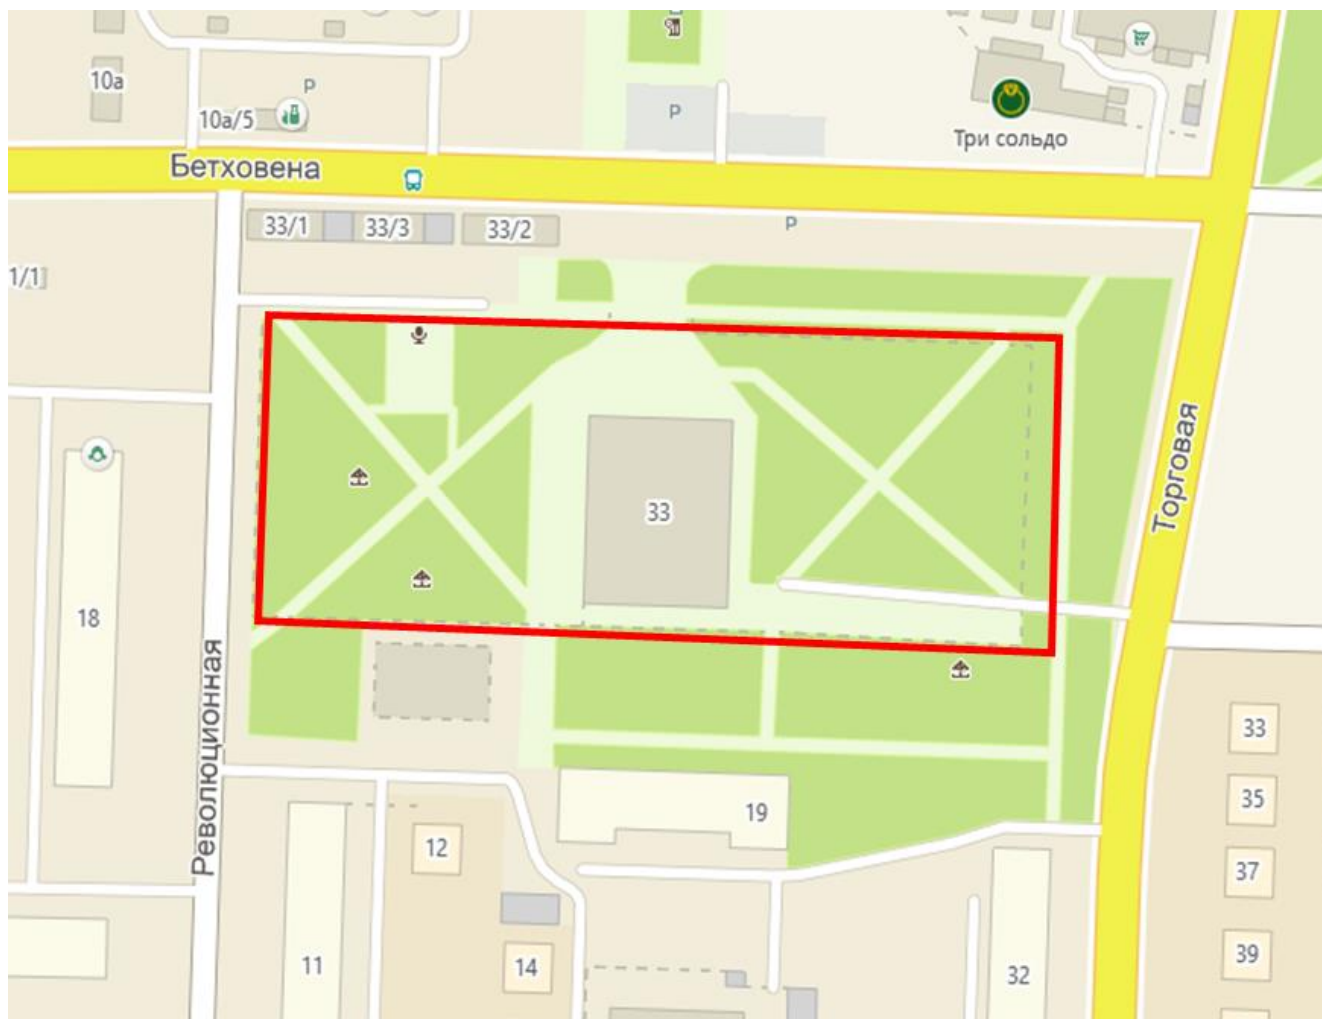 10а
P
10а/5
P
Три сольдо
Бетховена
33/1
33/3
33/2
P
1/1
33
Торговая
18
Революционная
33
19
35
12
37
11
14
32
39